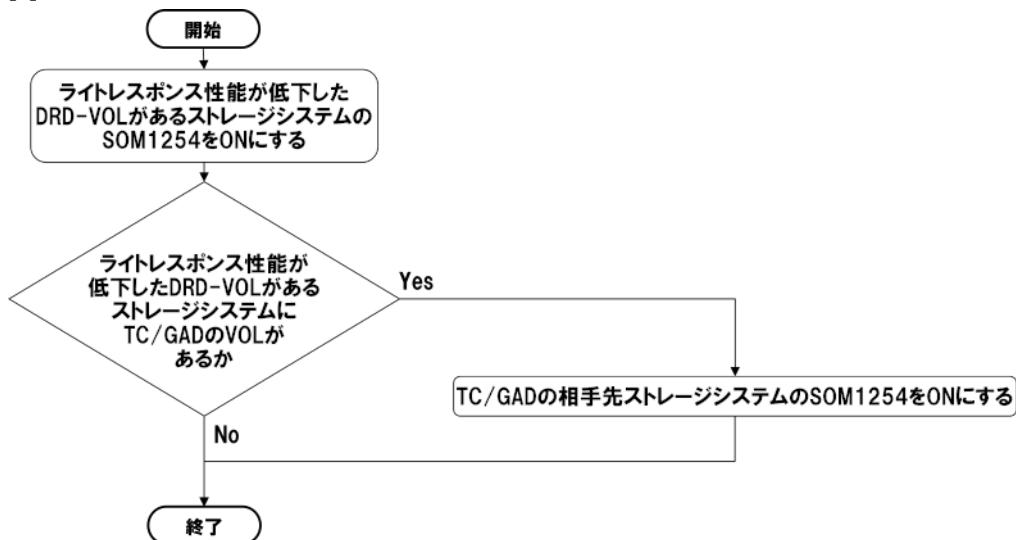 開始
ライトレスポンス性能が低下した
DRD-VOLがあるストレージシステムの
SOM1254をONにする
ライトレスポンス性能が
低下したDRD-VOLがある
ストレージシステムに
TC/GADのVOLが
あるか
Yes
TC/GADの相手先ストレージシステムのSOM1254をONにする
No
終了